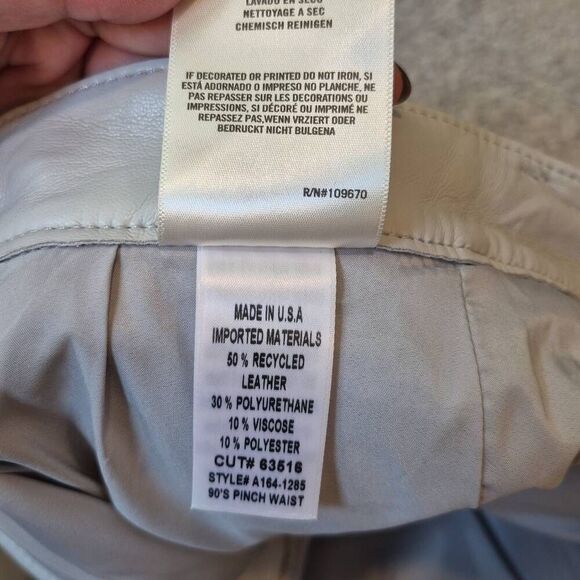 LAVADO EN SECO
NETTOYAGE A SEC
CHEMISCH REINIGEN
IF DECORATED OR PRINTED DO NOT IRON, SI
ESTÁ ADORNADO O IMPRESO NO PLANCHE, NE
PAS REPASSER SUR LES DECORATIONS OU
IMPRESSIONS, SI DÉCORÉ OU IMPRIMÉ NE
REPASSEZ PAS,WENN VRZIERT ODER
BEDRUCKT NICHT BULGENA
R/N#109670
MADE IN U.S.A
IMPORTED MATERIALS
50 % RECYCLED
LEATHER
30 % POLYURETHANE
10 % VISCOSE
10 % POLYESTER
CUT# 63516
STYLE# A164-1285
90'S PINCH WAIST